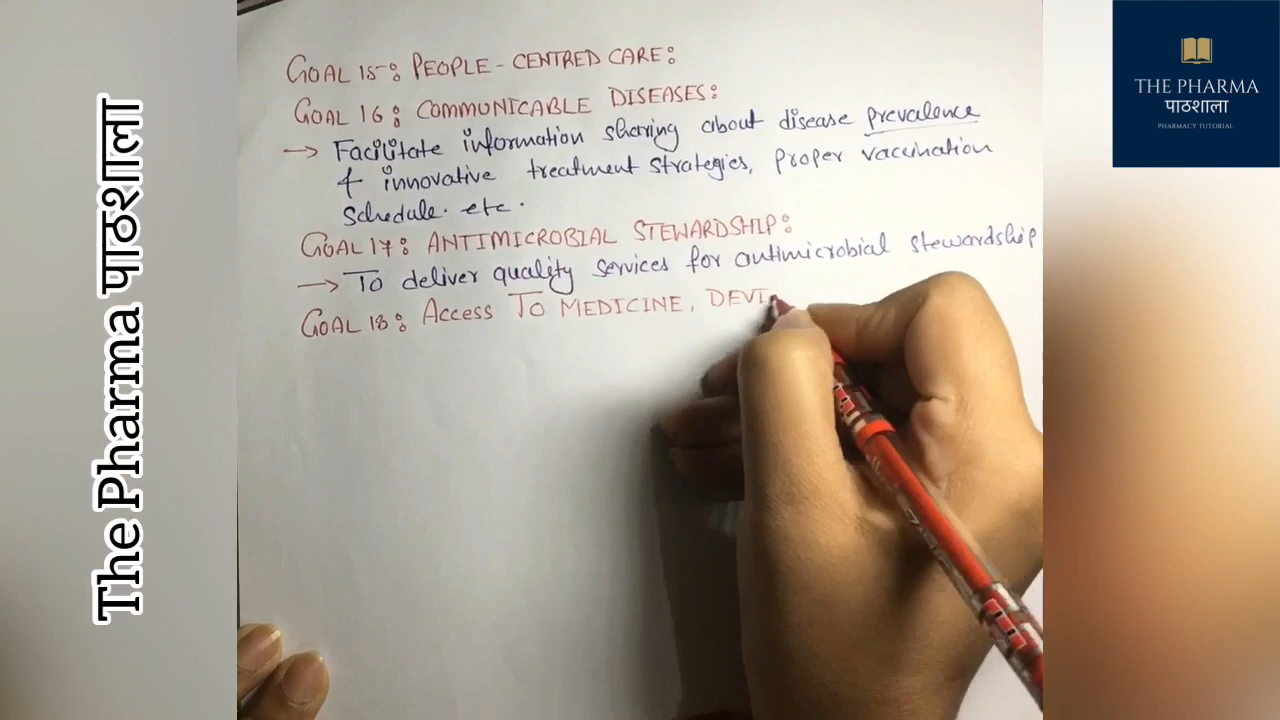 The Pharma पाठशाला
GOAL 15: PEOPLE - CENTRED CARE:
GOAL 16: COMMUNICABLE DISEASES:
→ Facilitate information sharing about disease prevalence
& innovative treatment strategies, proper vaccination
schedule. etc.
GOAL 17: ANTIMICROBIAL STEWARDSHIP:
→ To deliver quality services for antimicrobial stewardship
GOAL 18: Access To MEDICINE, DEVI
THE PHARMA
पाठशाला
PHARMACY TUTORIAL